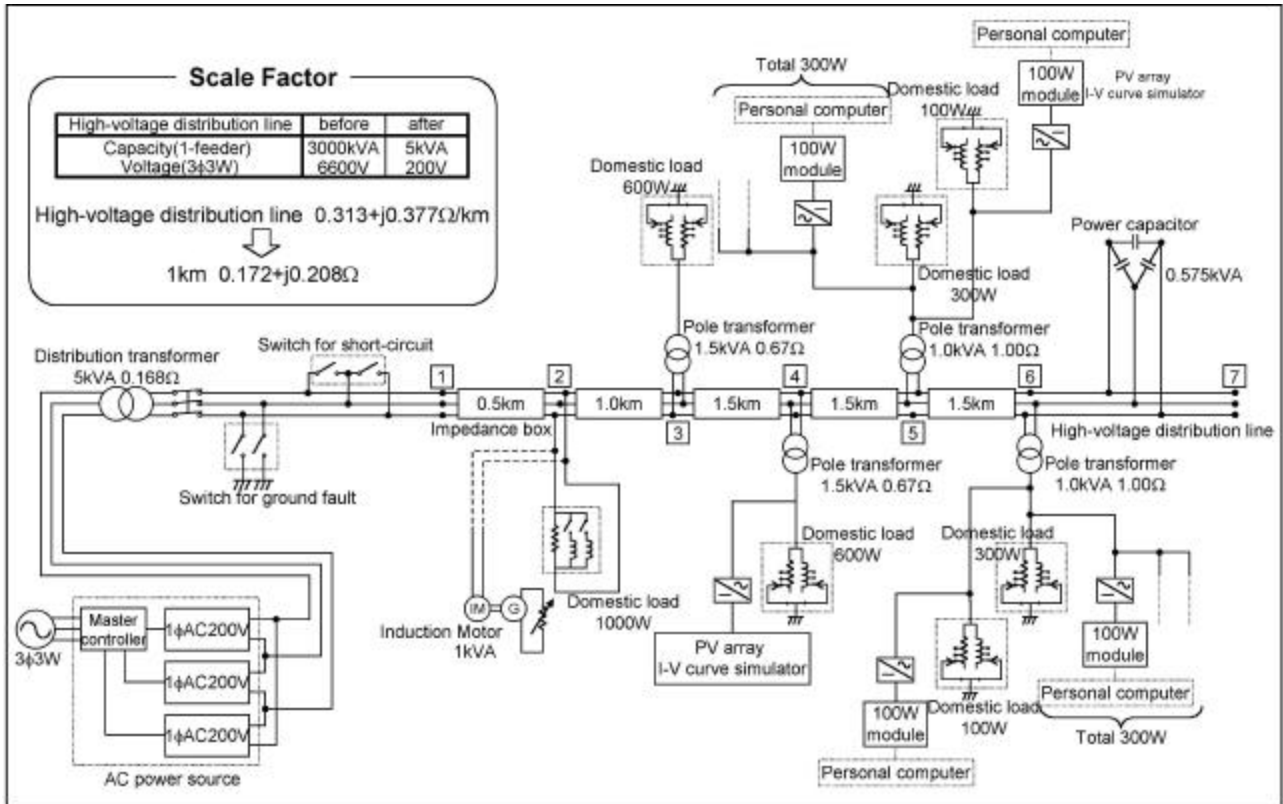 Scale Factor
High-voltage distribution line before after
Capacity(1-feeder) 3000kVA 5kVA
Voltage(3ϕ3W) 6600V 200V
High-voltage distribution line 0.313+j0.377Ω/km
1km 0.172+j0.208Ω
Total 300W
Personal computer
100W
module
Domestic load
600W
Domestic load
300W
Domestic load
100W
Personal computer
100W
module
PV array
I-V curve simulator
Power capacitor
0.575kVA
Pole transformer
1.5kVA 0.67Ω
Pole transformer
1.0kVA 1.00Ω
Distribution transformer
5kVA 0.168Ω
Switch for short-circuit
Switch for ground fault
1
0.5km
Impedance box
2
1.0km
3
1.5km
4
1.5km
5
1.5km
6
7
High-voltage distribution line
Pole transformer
1.5kVA 0.67Ω
Pole transformer
1.0kVA 1.00Ω
IM
G
Induction Motor
1kVA
Domestic load
1000W
Domestic load
600W
PV array
I-V curve simulator
Domestic load
300W
Domestic load
100W
100W
module
Personal computer
100W
module
Personal computer
Total 300W
3ϕ3W
Master
controller
1ϕAC200V
1ϕAC200V
1ϕAC200V
AC power source